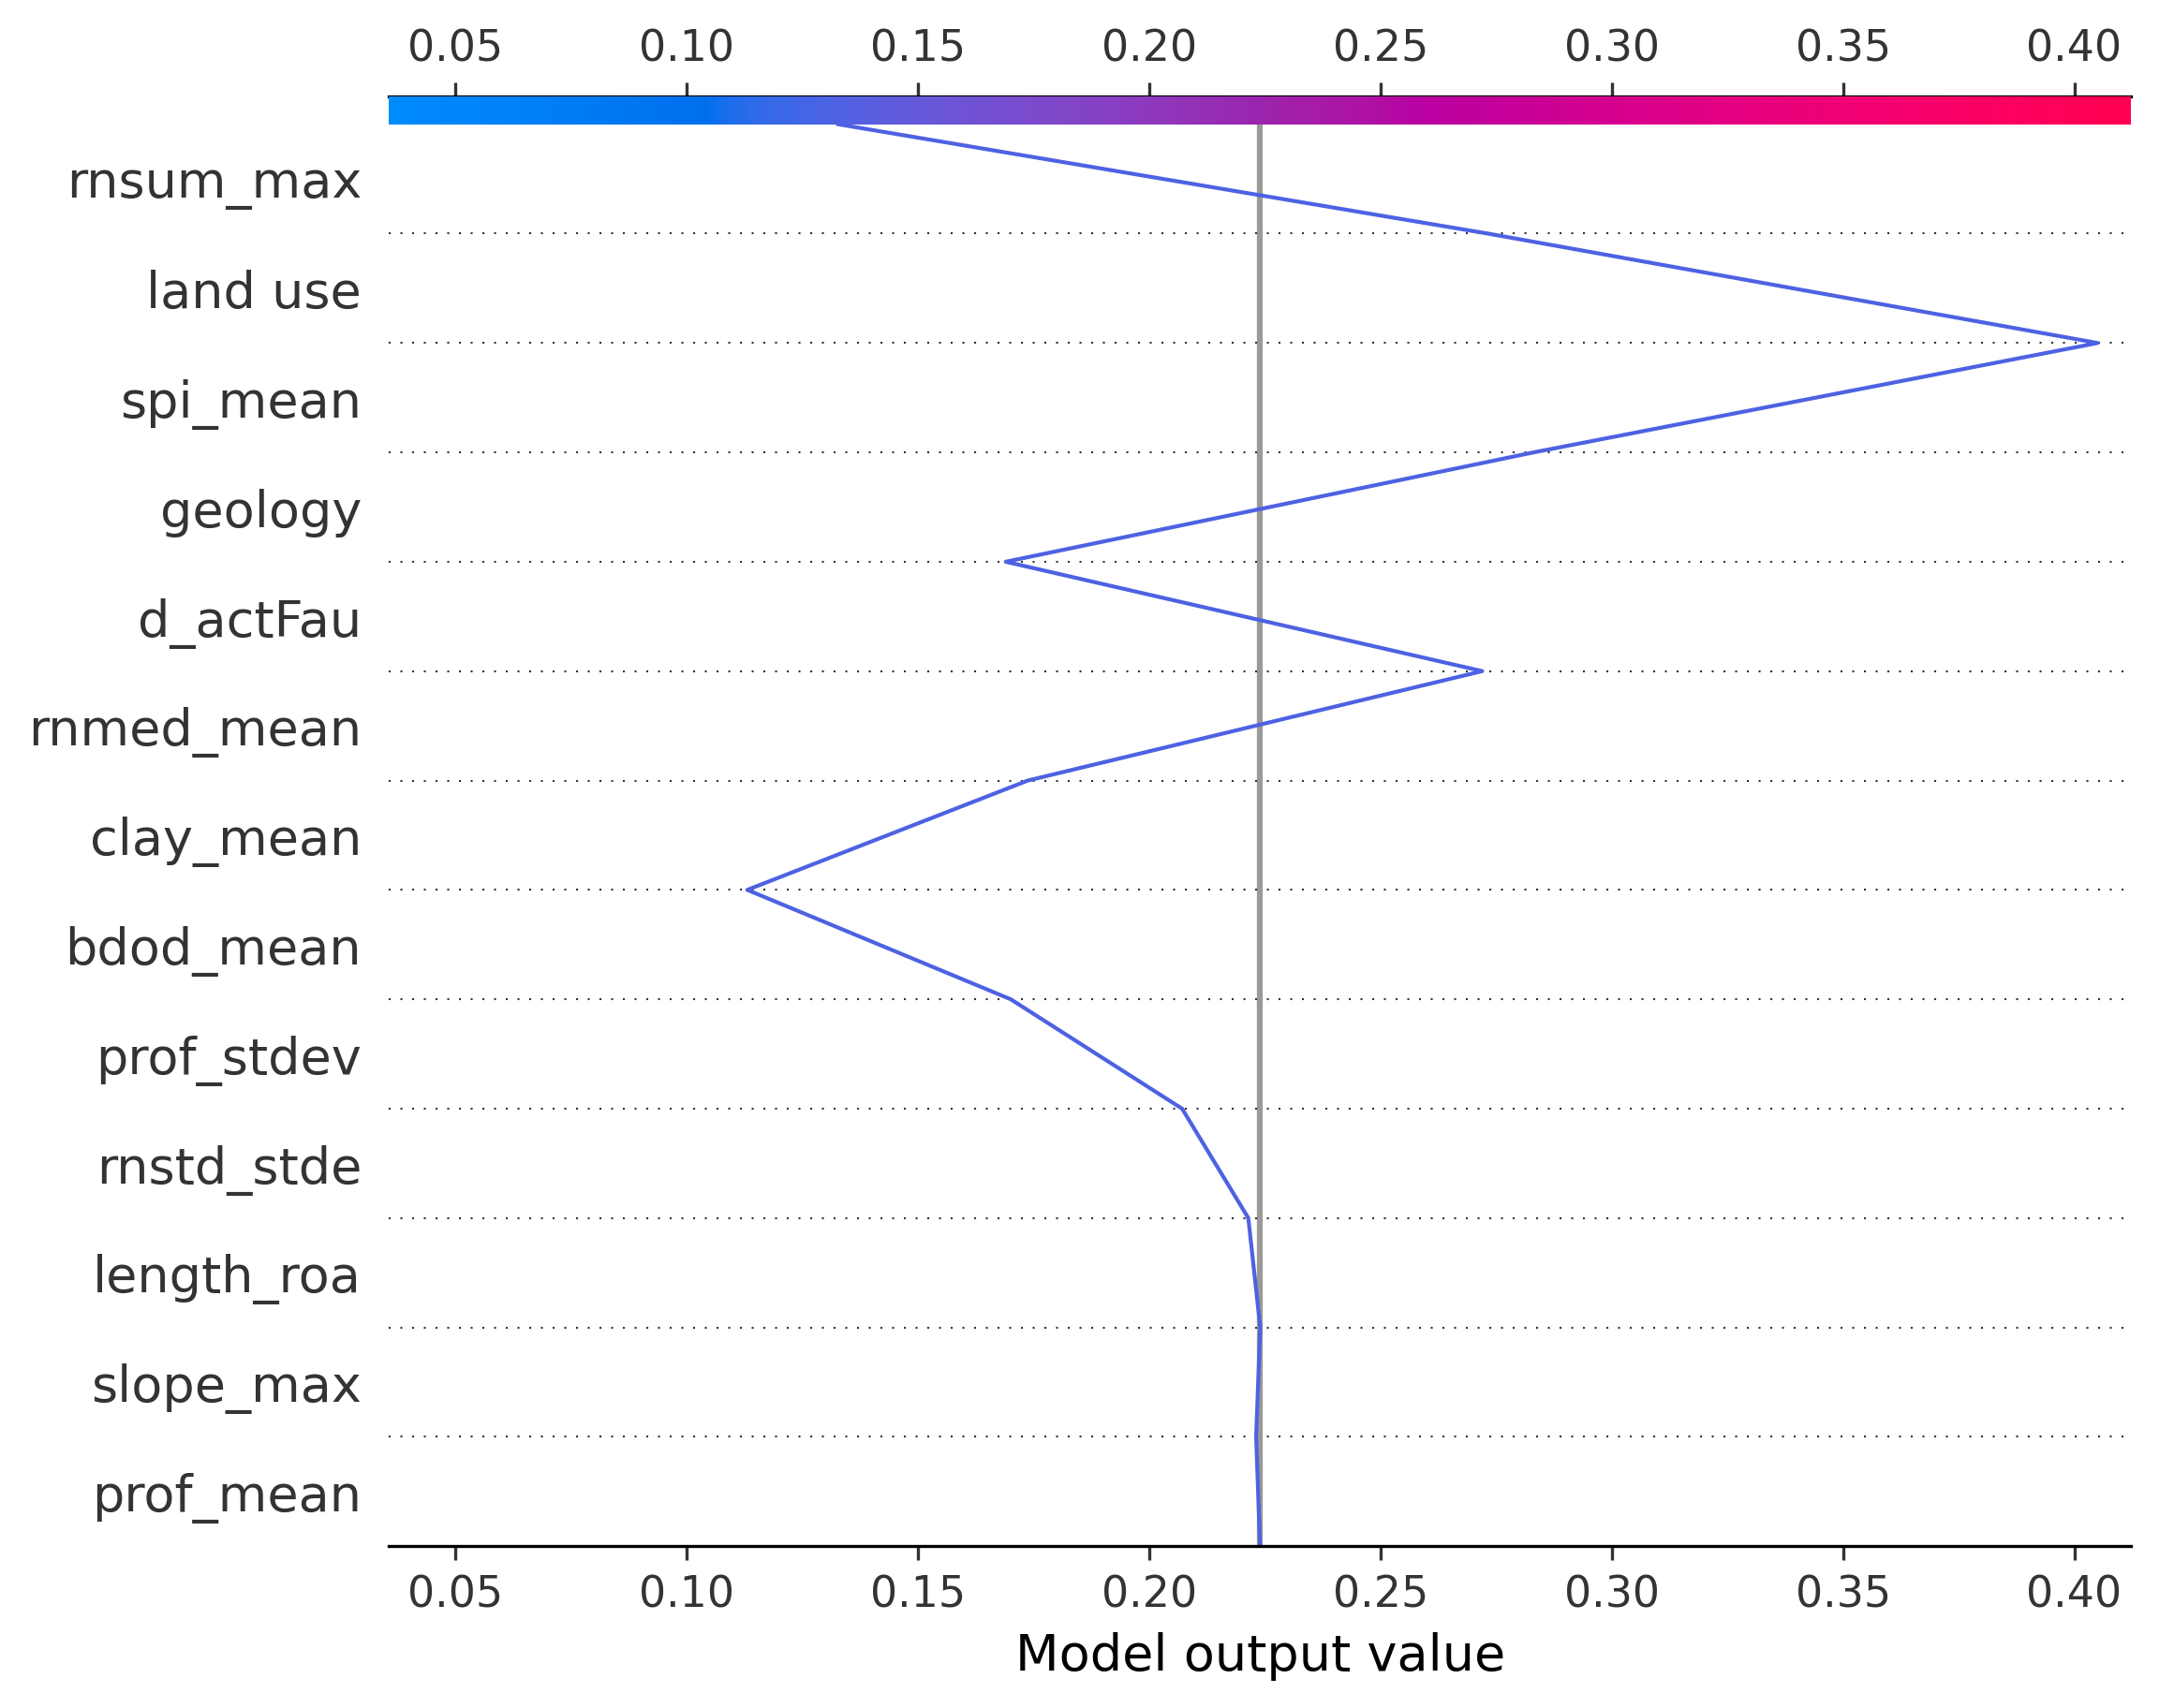 0.05 0.10 0.15 0.20 0.25 0.30 0.35 0.40
rnsum_max
land use
spi_mean
geology
d_actFau
rnmed_mean
clay_mean
bdod_mean
prof_stdev
rnstd_stde
length_roa
slope_max
prof_mean
0.05 0.10 0.15 0.20 0.25 0.30 0.35 0.40
Model output value